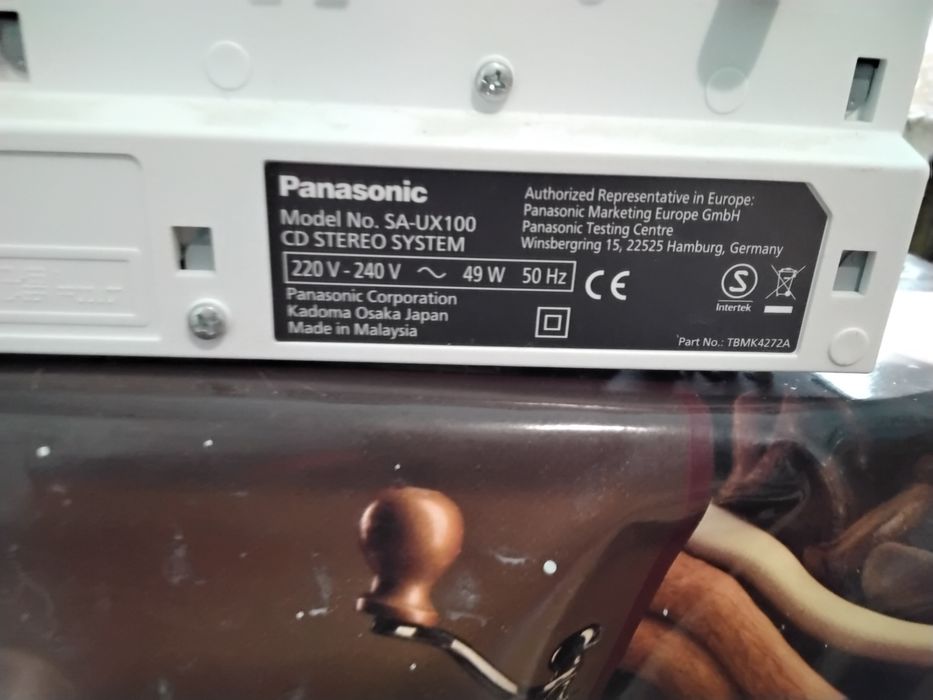 Panasonic
Model No. SA-UX100
CD STEREO SYSTEM
220 V - 240 V ∼ 49 W 50 Hz
Panasonic Corporation
Kadoma Osaka Japan
Made in Malaysia
Authorized Representative in Europe:
Panasonic Marketing Europe GmbH
Panasonic Testing Centre
Winsbergring 15, 22525 Hamburg, Germany
CE
S
Intertek
Part No.: TBMK4272A